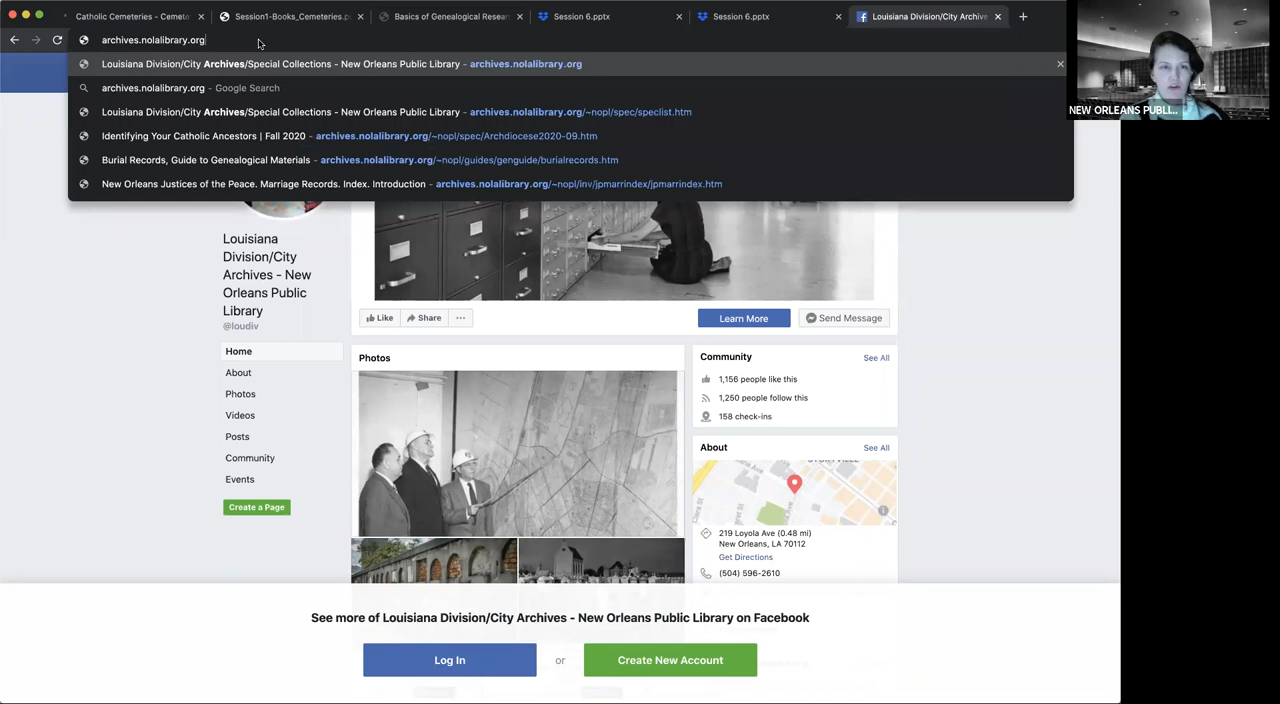 Catholic Cemeteries - Cemete
Session1-Books_Cemeteries.p
Basics of Genealogical Resear
Session 6.pptx
Session 6.pptx
Louisiana Division/City Archive
archives.nolalibrary.org
Louisiana Division/City Archives/Special Collections - New Orleans Public Library - archives.nolalibrary.org
archives.nolalibrary.org - Google Search
Louisiana Division/City Archives/Special Collections - New Orleans Public Library - archives.nolalibrary.org/~nopl/spec/speclist.htm
Identifying Your Catholic Ancestors | Fall 2020 - archives.nolalibrary.org/~nopl/spec/Archdiocese2020-09.htm
Burial Records, Guide to Genealogical Materials - archives.nolalibrary.org/~nopl/guides/genguide/burialrecords.htm
New Orleans Justices of the Peace. Marriage Records. Index. Introduction - archives.nolalibrary.org/~nopl/inv/jpmarrindex/jpmarrindex.htm
NEW ORLEANS PUBLI...
Louisiana
Division/City
Archives - New
Orleans Public
Library
@loudiv
Home
About
Photos
Videos
Posts
Community
Events
Create a Page
Like
Share
Learn More
Send Message
Photos
Community
See All
1,156 people like this
1,250 people follow this
158 check-ins
About
See All
219 Loyola Ave (0.48 mi)
New Orleans, LA 70112
Get Directions
(504) 596-2610
See more of Louisiana Division/City Archives - New Orleans Public Library on Facebook
Log In
or
Create New Account